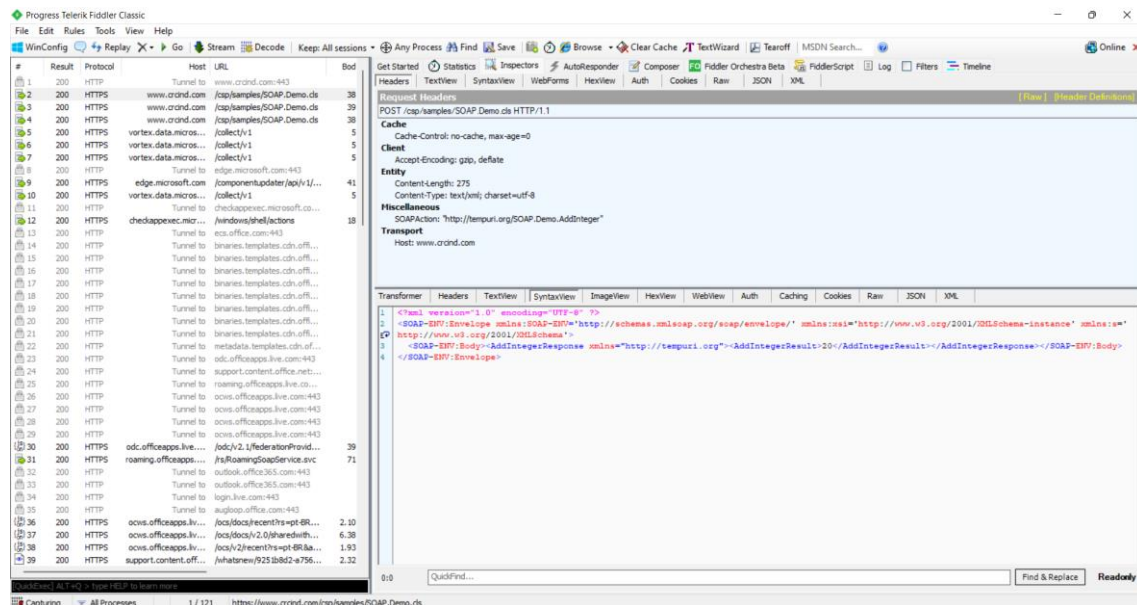 Progress Telerik Fiddler Classic
File Edit Rules Tools View Help
WinConfig Replay X Go Stream Decode Keep: All sessions Any Process Find Save Browse Clear Cache TextWizard Tearoff MSDN Search... Online
# Result Protocol Host URL Bod
1 200 HTTP Tunnel to www.crcind.com:443
2 200 HTTPS www.crcind.com /csp/samples/SOAP.Demo.cls 38
3 200 HTTPS www.crcind.com /csp/samples/SOAP.Demo.cls 39
4 200 HTTPS www.crcind.com /csp/samples/SOAP.Demo.cls 38
5 200 HTTPS vortex.data.micros... /collect/v1 5
6 200 HTTPS vortex.data.micros... /collect/v1 5
7 200 HTTPS vortex.data.micros... /collect/v1 5
8 200 HTTP Tunnel to edge.microsoft.com:443
9 200 HTTPS edge.microsoft.com /componentupdater/api/v1/... 41
10 200 HTTPS vortex.data.micros... /collect/v1 5
11 200 HTTP Tunnel to checkappexec.microsoft.co...
12 200 HTTPS checkappexec.micr... /windows/shell/actions 18
13 200 HTTP Tunnel to ecs.office.com:443
14 200 HTTP Tunnel to binaries.templates.cdn.offi...
15 200 HTTP Tunnel to binaries.templates.cdn.offi...
16 200 HTTP Tunnel to binaries.templates.cdn.offi...
17 200 HTTP Tunnel to binaries.templates.cdn.offi...
18 200 HTTP Tunnel to binaries.templates.cdn.offi...
19 200 HTTP Tunnel to binaries.templates.cdn.offi...
20 200 HTTP Tunnel to binaries.templates.cdn.offi...
21 200 HTTP Tunnel to binaries.templates.cdn.offi...
22 200 HTTP Tunnel to metadata.templates.cdn.of...
23 200 HTTP Tunnel to odc.officeapps.live.com:443
24 200 HTTP Tunnel to support.content.office.net:...
25 200 HTTP Tunnel to roaming.officeapps.live.co...
26 200 HTTP Tunnel to ocws.officeapps.live.com:443
27 200 HTTP Tunnel to ocws.officeapps.live.com:443
28 200 HTTP Tunnel to ocws.officeapps.live.com:443
29 200 HTTP Tunnel to ocws.officeapps.live.com:443
30 200 HTTPS odc.officeapps.live.... /odc/v2.1/federationProvid... 39
31 200 HTTPS roaming.officeapps.... /rs/RoamingSoapService.svc 71
32 200 HTTP Tunnel to outlook.office365.com:443
33 200 HTTP Tunnel to outlook.office365.com:443
34 200 HTTP Tunnel to login.live.com:443
35 200 HTTP Tunnel to augloop.office.com:443
36 200 HTTPS ocws.officeapps.liv... /ocs/docs/recent?rs=pt-BR... 2.10
37 200 HTTPS ocws.officeapps.liv... /ocs/docs/v2.0/sharedwith... 6.38
38 200 HTTPS ocws.officeapps.liv... /ocs/v2/recent?rs=pt-BR&a... 1.93
39 200 HTTPS support.content.off... /whatsnew/9251b8d2-a756... 2.32
[QuickExec] ALT+Q > type HELP to learn more
Get Started Statistics Inspectors AutoResponder Composer FO Fiddler Orchestra Beta FiddlerScript Log Filters Timeline
Headers TextView SyntaxView WebForms HexView Auth Cookies Raw JSON XML
Request Headers [Raw] [Header Definitions]
POST /csp/samples/SOAP.Demo.cls HTTP/1.1
Cache
Cache-Control: no-cache, max-age=0
Client
Accept-Encoding: gzip, deflate
Entity
Content-Length: 275
Content-Type: text/xml; charset=utf-8
Miscellaneous
SOAPAction: "http://tempuri.org/SOAP.Demo.AddInteger"
Transport
Host: www.crcind.com
Transformer Headers TextView SyntaxView ImageView HexView WebView Auth Caching Cookies Raw JSON XML
1 <?xml version="1.0" encoding="UTF-8" ?>
2 <SOAP-ENV:Envelope xmlns:SOAP-ENV='http://schemas.xmlsoap.org/soap/envelope/' xmlns:xsi='http://www.w3.org/2001/XMLSchema-instance' xmlns:s='
http://www.w3.org/2001/XMLSchema'>
3 <SOAP-ENV:Body><AddIntegerResponse xmlns="http://tempuri.org"><AddIntegerResult>20</AddIntegerResult></AddIntegerResponse></SOAP-ENV:Body>
4 </SOAP-ENV:Envelope>
0:0 QuickFind... Find & Replace Readonly
Capturing All Processes 1 / 121 https://www.crcind.com/csp/samples/SOAP.Demo.cls